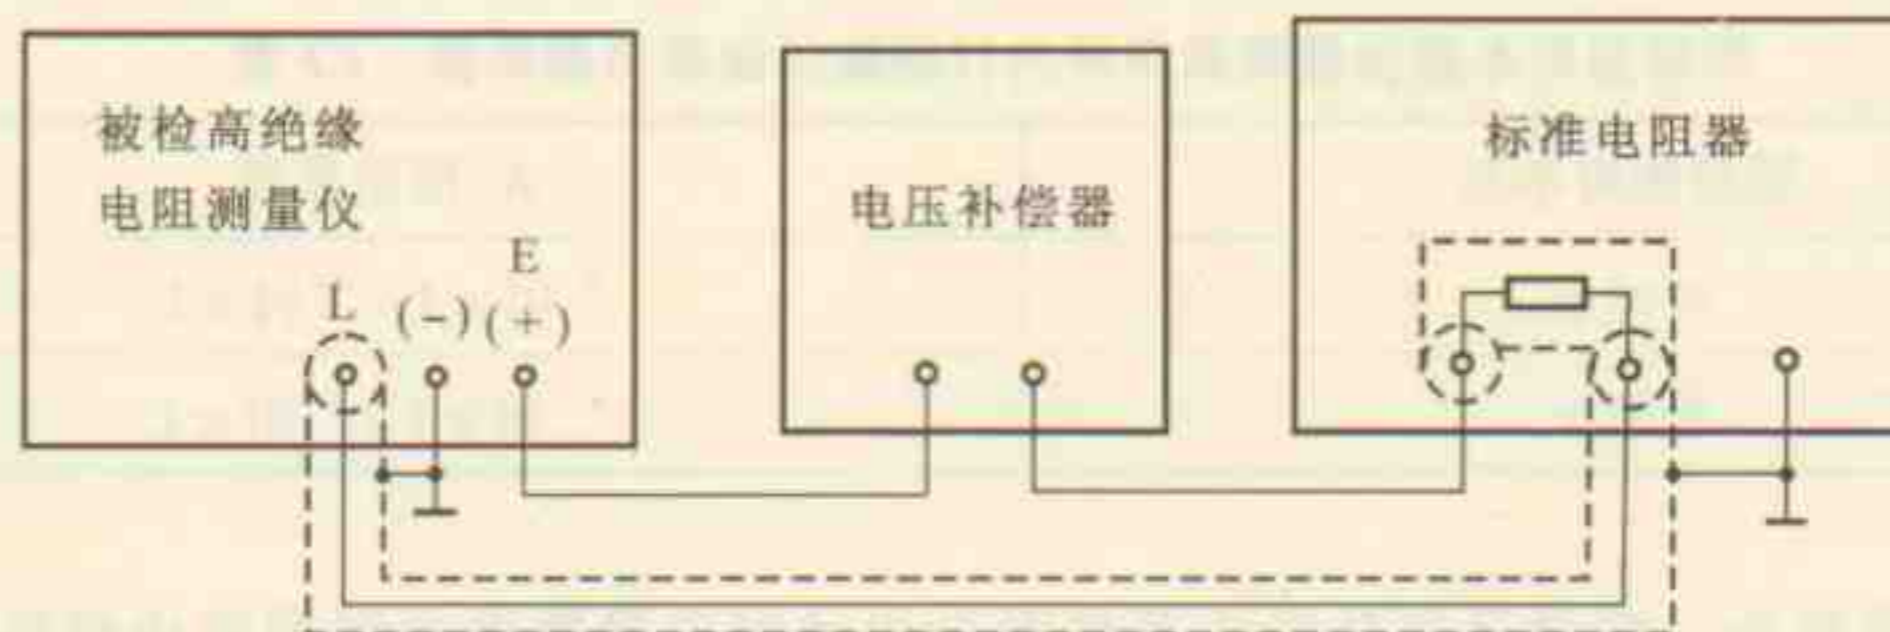 被检高绝缘
电阻测量仪
E
L (-) (+)
电压补偿器
标准电阻器